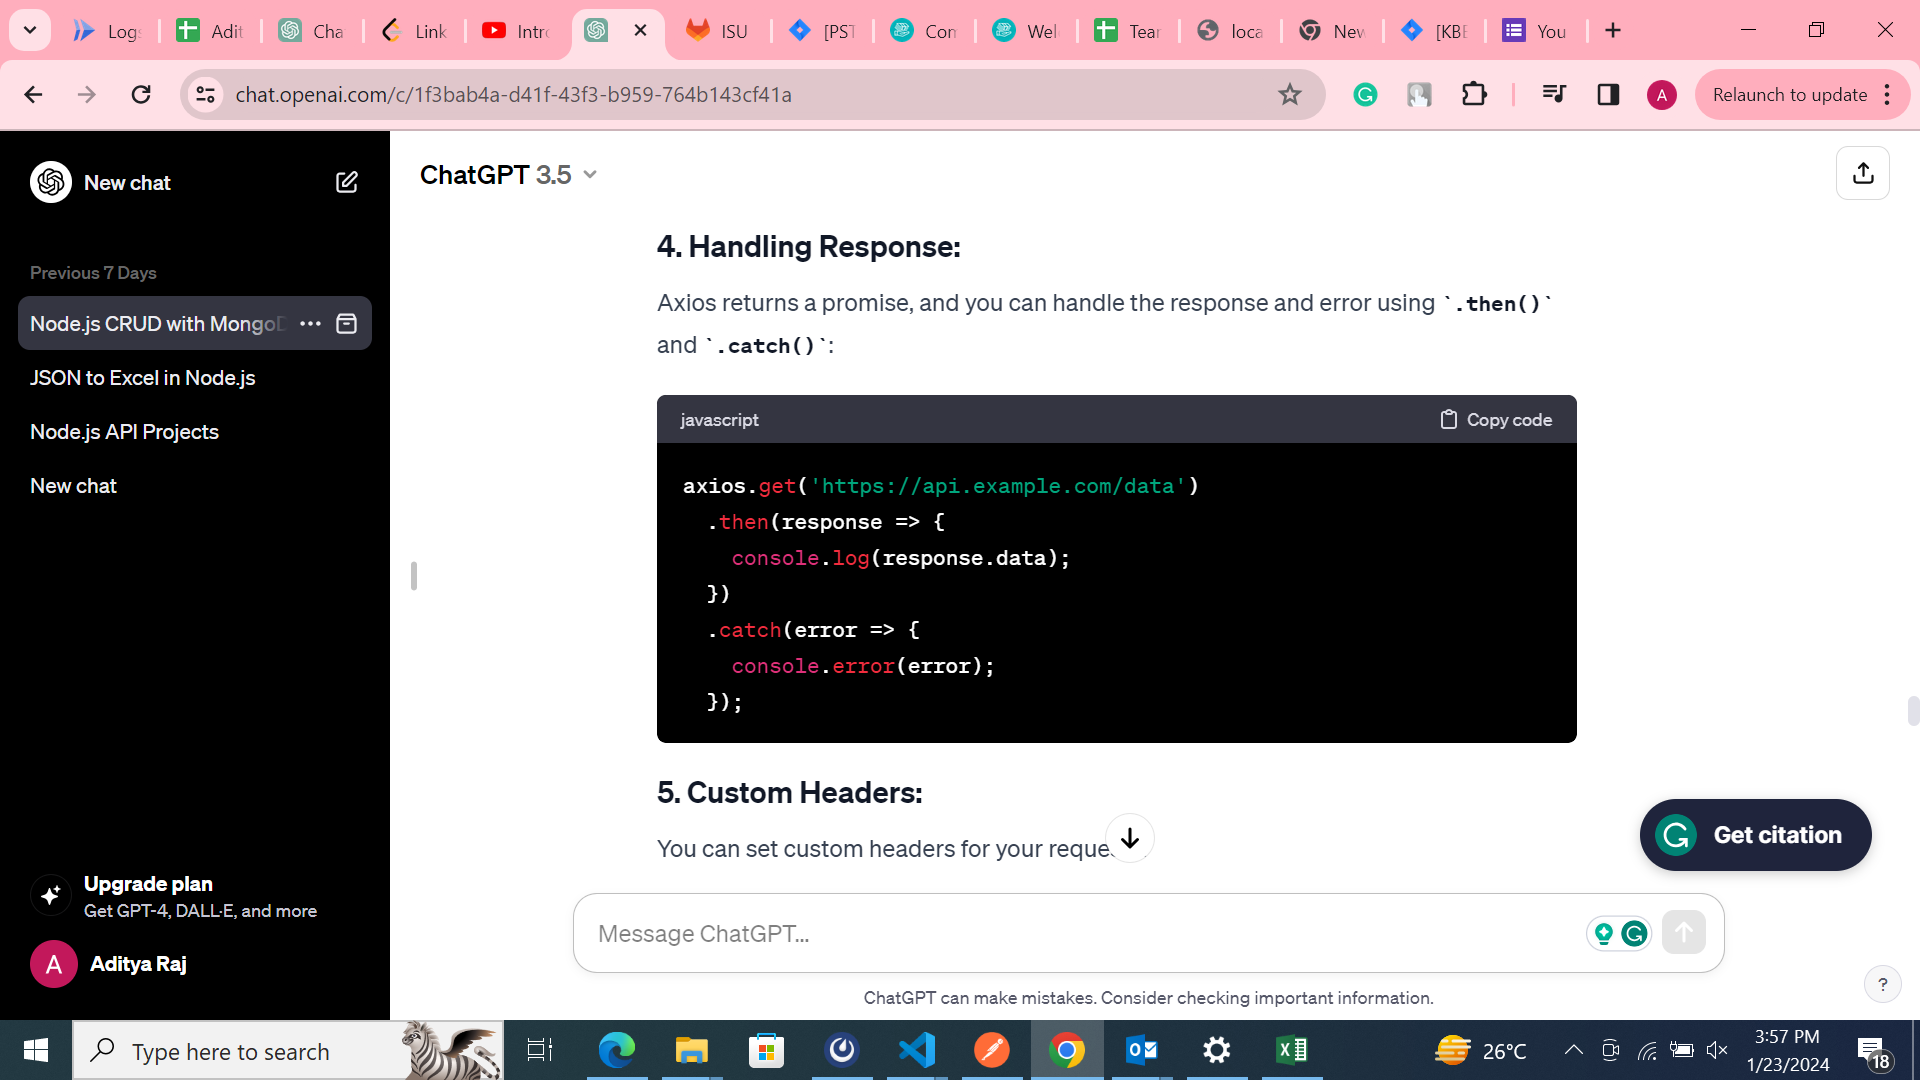 Logs
Adit
Cha
Link
Intro
ISU
[PST
Com
Wel
Tear
loca
New
[KBE
You
chat.openai.com/c/1f3bab4a-d41f-43f3-b959-764b143cf41a
A
Relaunch to update
New chat
Previous 7 Days
Node.js CRUD with MongoD
JSON to Excel in Node.js
Node.js API Projects
New chat
Upgrade plan
Get GPT-4, DALL·E, and more
A
Aditya Raj
ChatGPT 3.5
4. Handling Response:
Axios returns a promise, and you can handle the response and error using `.then()`
and `.catch()`:
javascript
Copy code
axios.get('https://api.example.com/data')
.then(response => {
console.log(response.data);
})
.catch(error => {
console.error(error);
});
5. Custom Headers:
You can set custom headers for your reque
Get citation
Message ChatGPT...
ChatGPT can make mistakes. Consider checking important information.
?
Type here to search
26°C
3:57 PM
1/23/2024
18